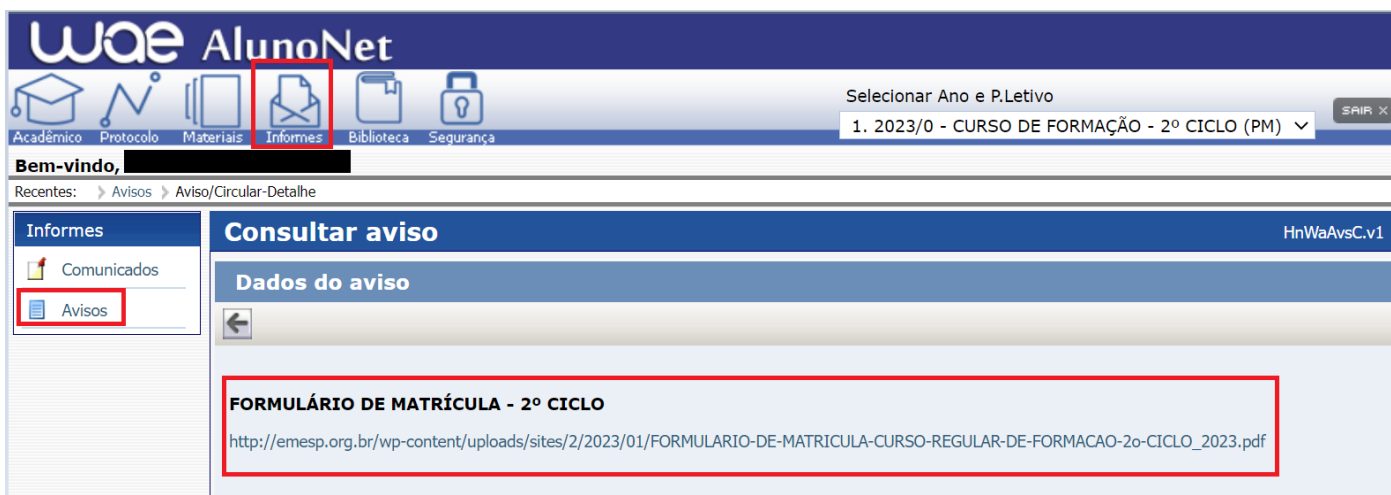 wae AlunoNet
Selecionar Ano e P.Letivo
SAIR X
1. 2023/0 - CURSO DE FORMAÇÃO - 2º CICLO (PM)
Acadêmico Protocolo Materiais Informes Biblioteca Segurança
Bem-vindo,
Recentes: Avisos Aviso/Circular-Detalhe
Informes
Consultar aviso HnWaAvsC.v1
Comunicados
Dados do aviso
Avisos
FORMULÁRIO DE MATRÍCULA - 2º CICLO
http://emesp.org.br/wp-content/uploads/sites/2/2023/01/FORMULARIO-DE-MATRICULA-CURSO-REGULAR-DE-FORMACAO-2o-CICLO_2023.pdf